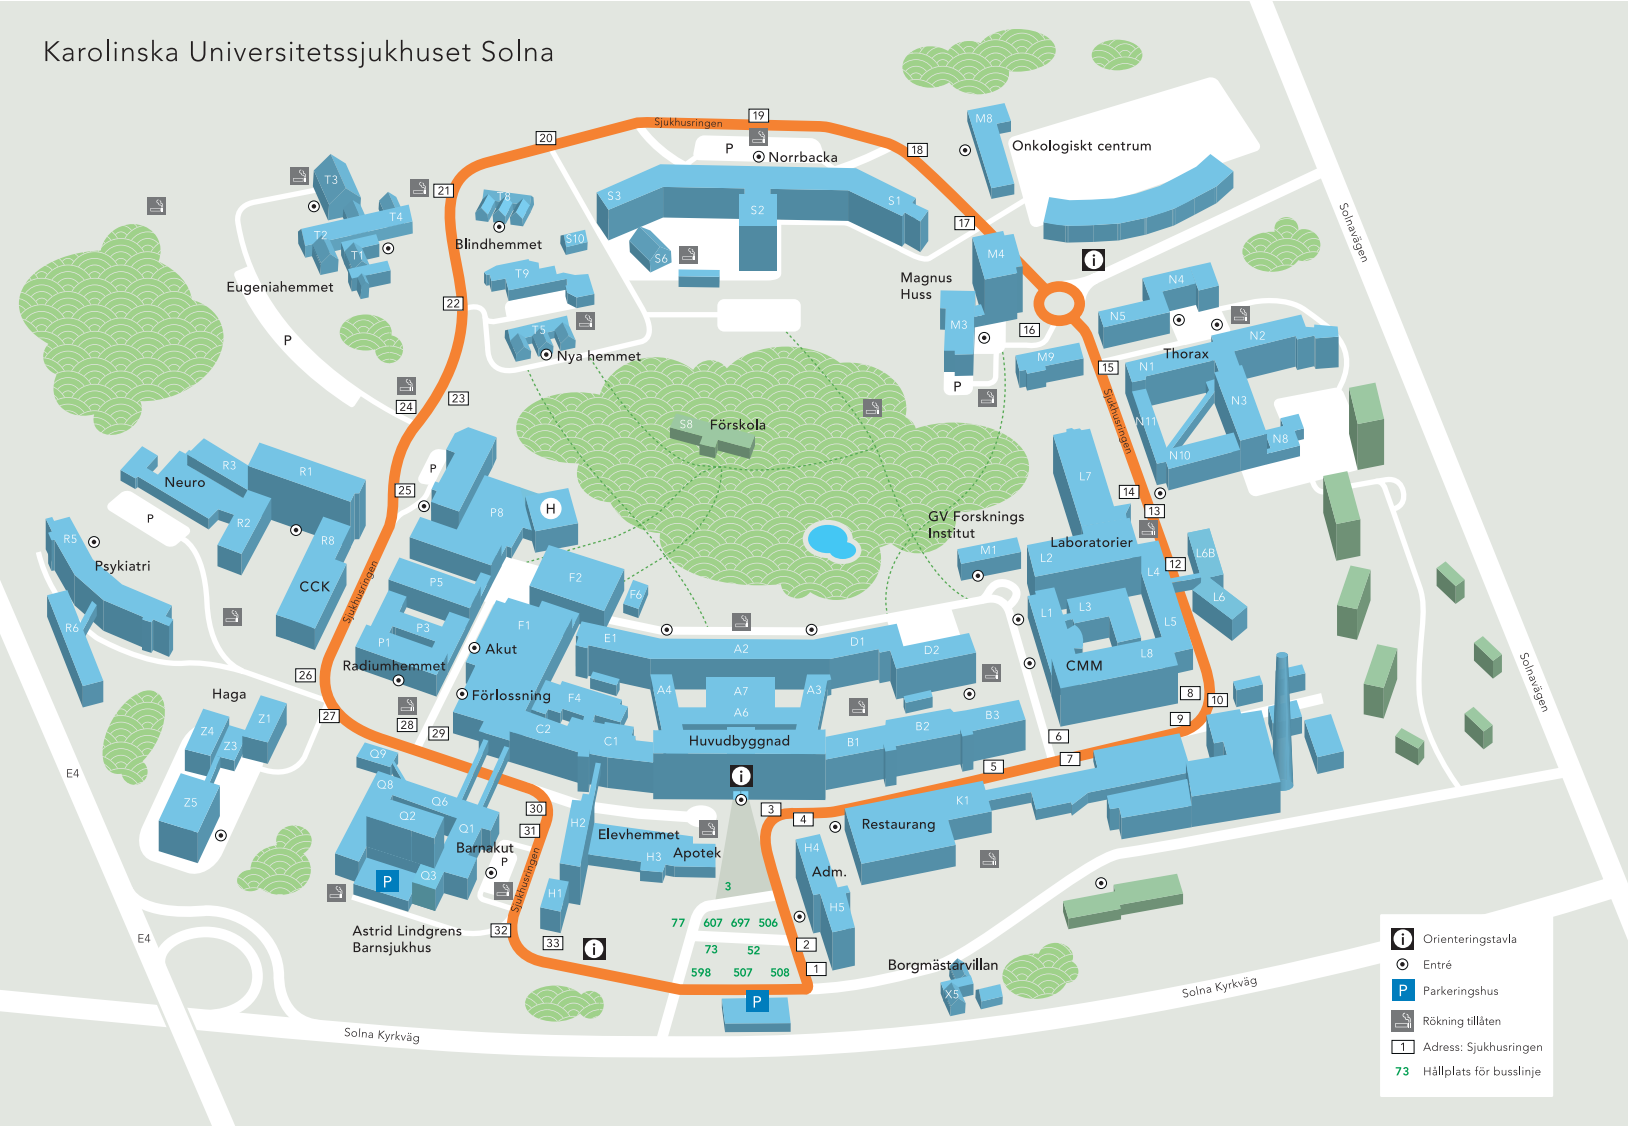 Karolinska Universitetssjukhuset Solna
19
Sjukhusringen
20
P
Norrbacka
18
M8
Onkologiskt centrum
T3
21
T8
S3
S2
S1
17
Solnavägen
T4
T2
T1
Blindhemmet
S10
S6
M4
Eugeniahemmet
T9
Magnus
Huss
N4
22
N5
P
T5
Nya hemmet
M3
16
M9
N2
Thorax
15
N1
P
24
23
Sjukhusringen
N3
S8
Förskola
N11
N8
N10
R3
R1
P
Neuro
L7
25
14
P
R2
P8
H
13
GV Forsknings
Institut
R5
R8
Laboratorier
M1
L2
L6B
Psykiatri
12
L4
CCK
P5
F2
Sjukhusringen
F6
L6
L1
L3
R6
P3
P1
F1
E1
D1
L5
Akut
A2
D2
L8
Radiumhemmet
CMM
26
Solnavägen
Haga
Förlossning
F4
A4
A7
A3
8
10
27
28
Z1
A6
B3
9
Z4
29
C2
B2
Z3
C1
Huvudbyggnad
B1
6
Q9
7
E4
5
Q8
Z5
Q6
30
3
K1
Q2
4
Q1
31
H2
Elevhemmet
Restaurang
Barnakut
P
H3
Apotek
H4
Q3
Adm.
P
Sjukhusringen
H1
3
H5
77
607
697
506
Astrid Lindgrens
Barnsjukhus
32
E4
33
73
52
2
Orienteringstavla
598
507
508
1
Borgmästarvillan
Entré
X5
Solna Kyrkväg
P
P
Parkeringshus
Rökning tillåten
Solna Kyrkväg
1
Adress: Sjukhusringen
73
Hållplats för busslinje